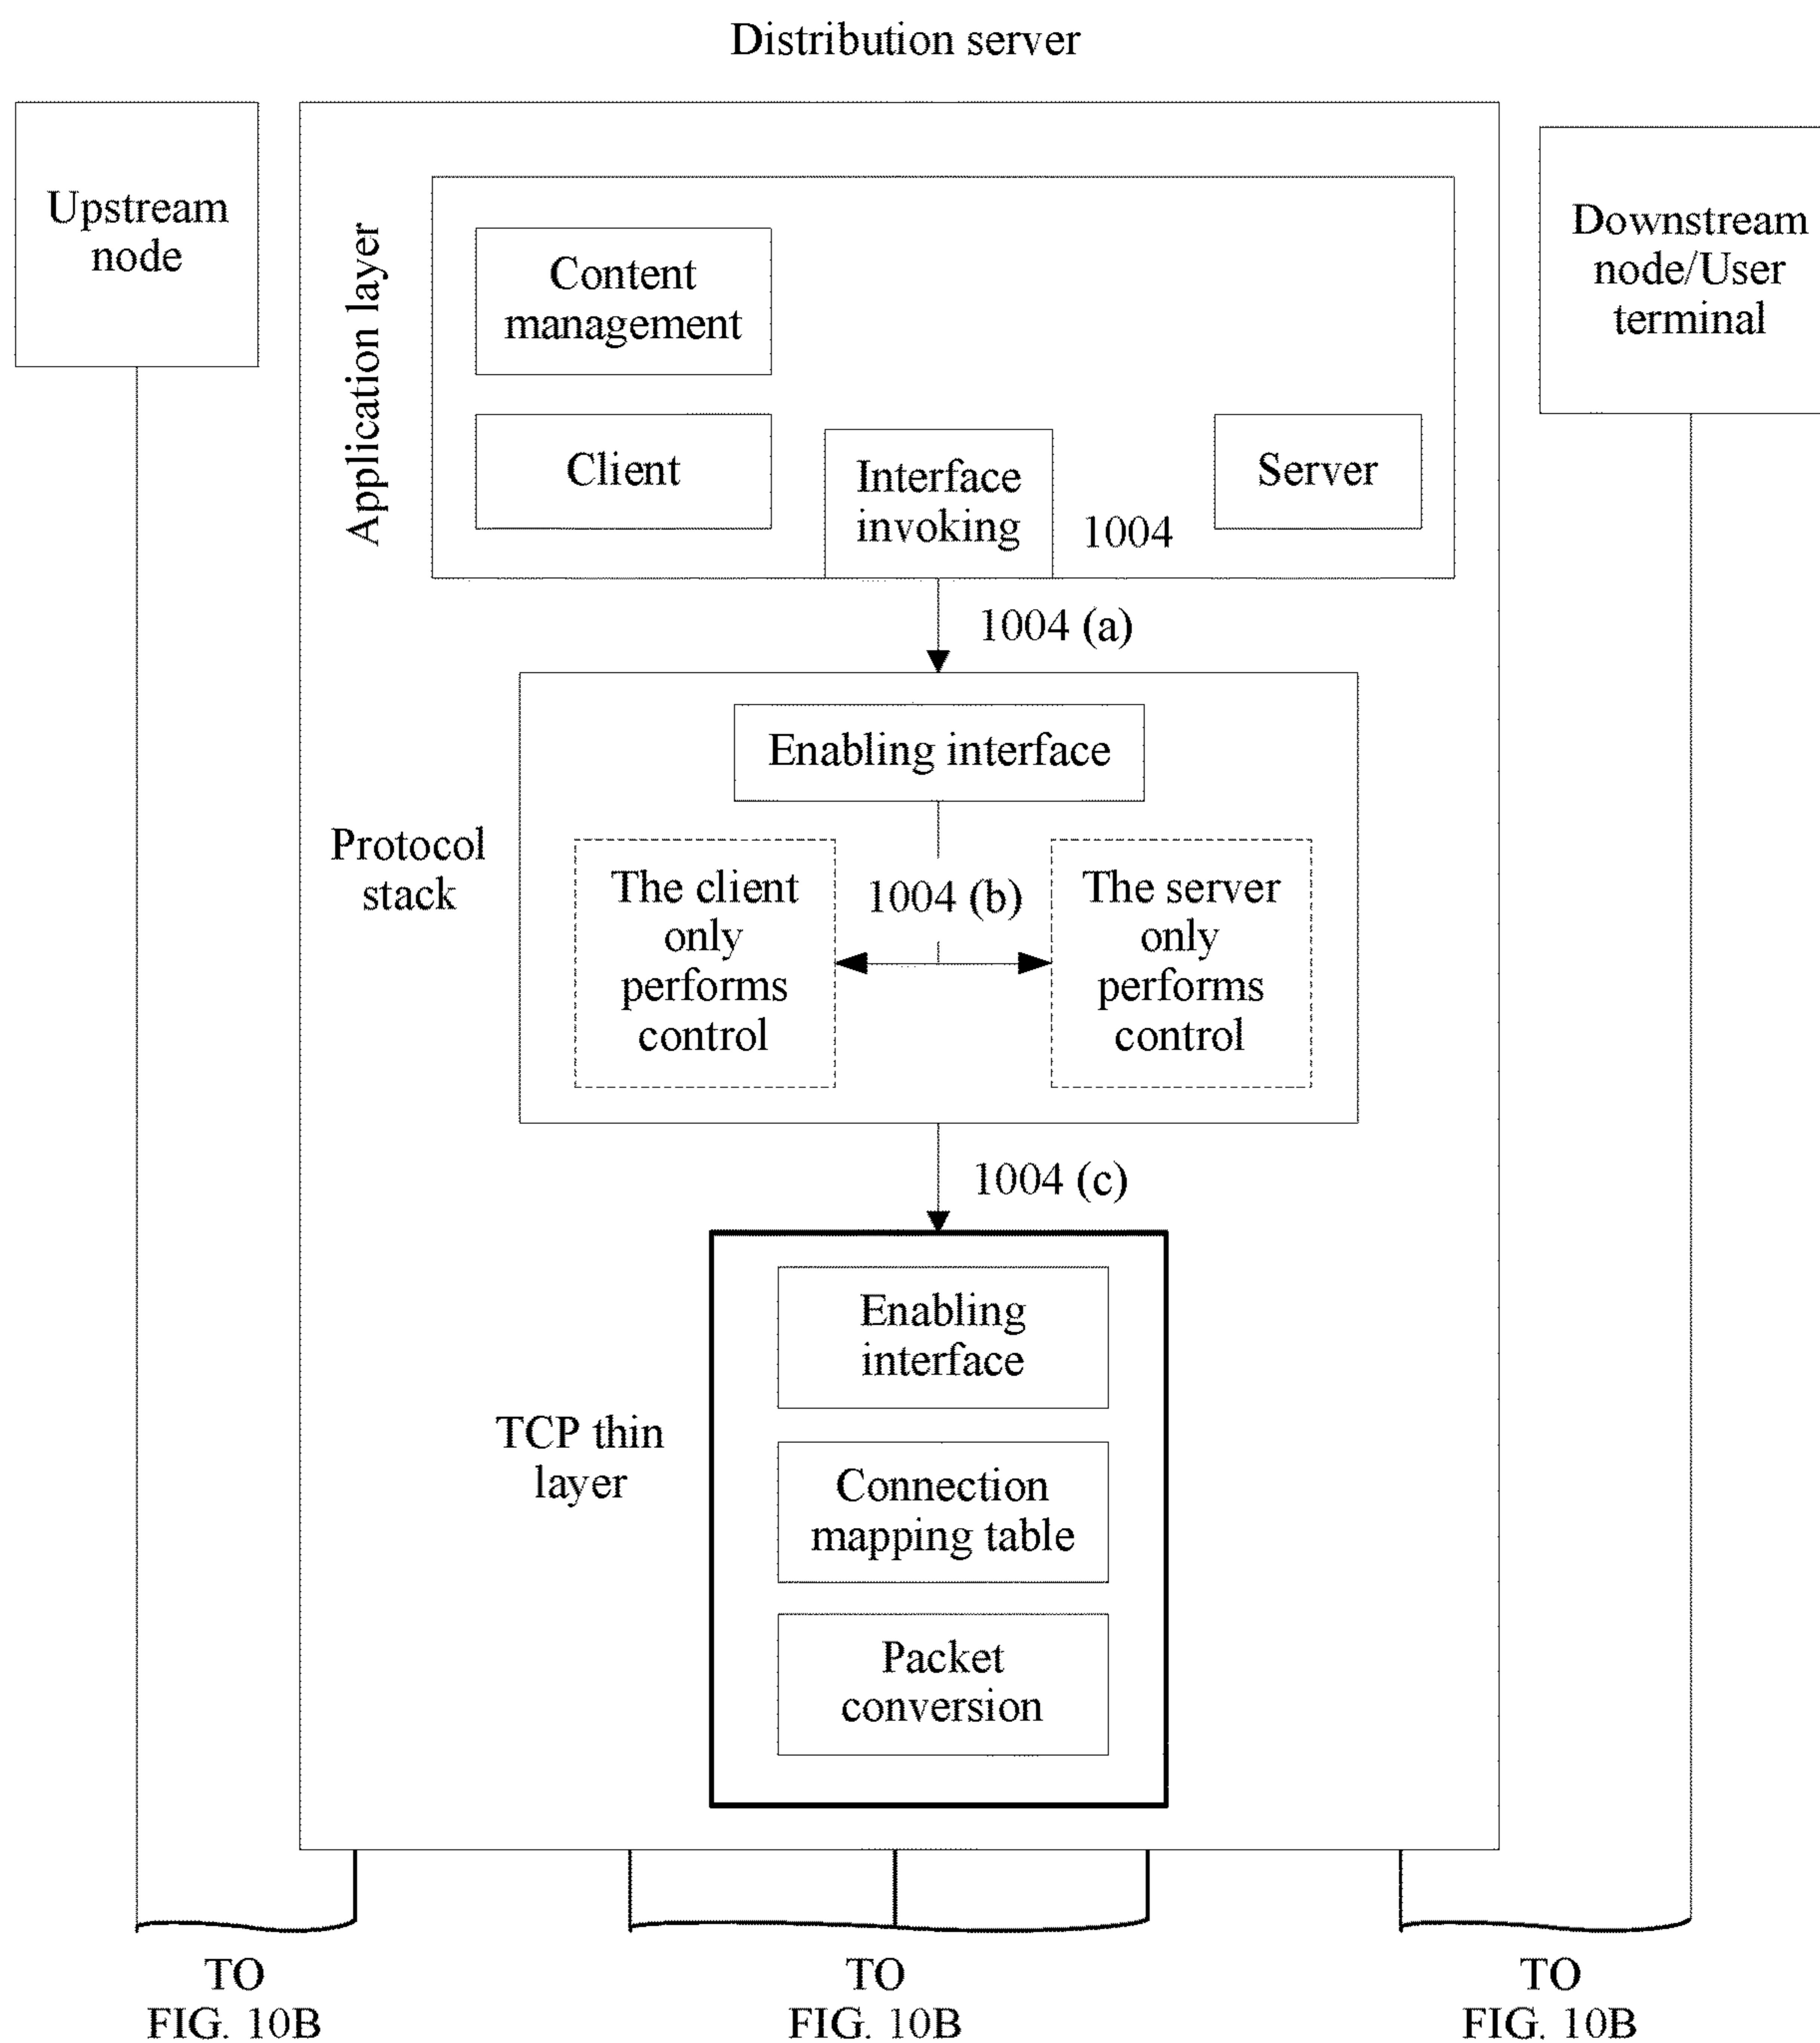 Distribution server
Upstream
node
Application layer
Content
management
Client
Interface
invoking
1004
Server
Downstream
node/User
terminal
1004 (a)
Protocol
stack
Enabling interface
The client
only
performs
control
1004 (b)
The server
only
performs
control
1004 (c)
TCP thin
layer
Enabling
interface
Connection
mapping table
Packet
conversion
TO
FIG. 10B
TO
FIG. 10B
TO
FIG. 10B